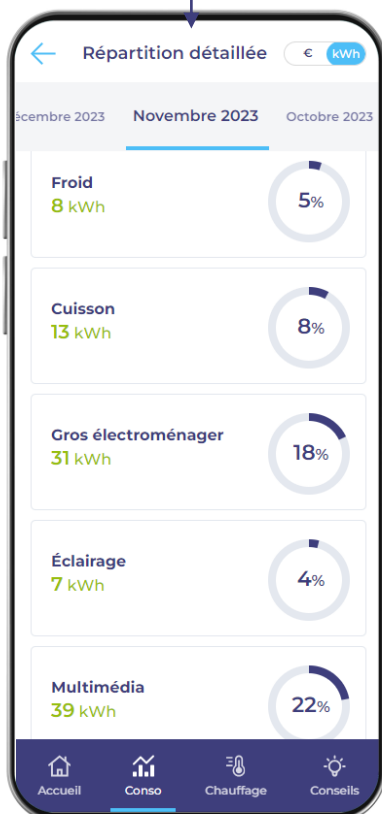 Répartition détaillée € kWh
écembre 2023 Novembre 2023 Octobre 2023
Froid
8 kWh
5%
Cuisson
13 kWh
8%
Gros électroménager
31 kWh
18%
Éclairage
7 kWh
4%
Multimédia
39 kWh
22%
Accueil Conso Chauffage Conseils